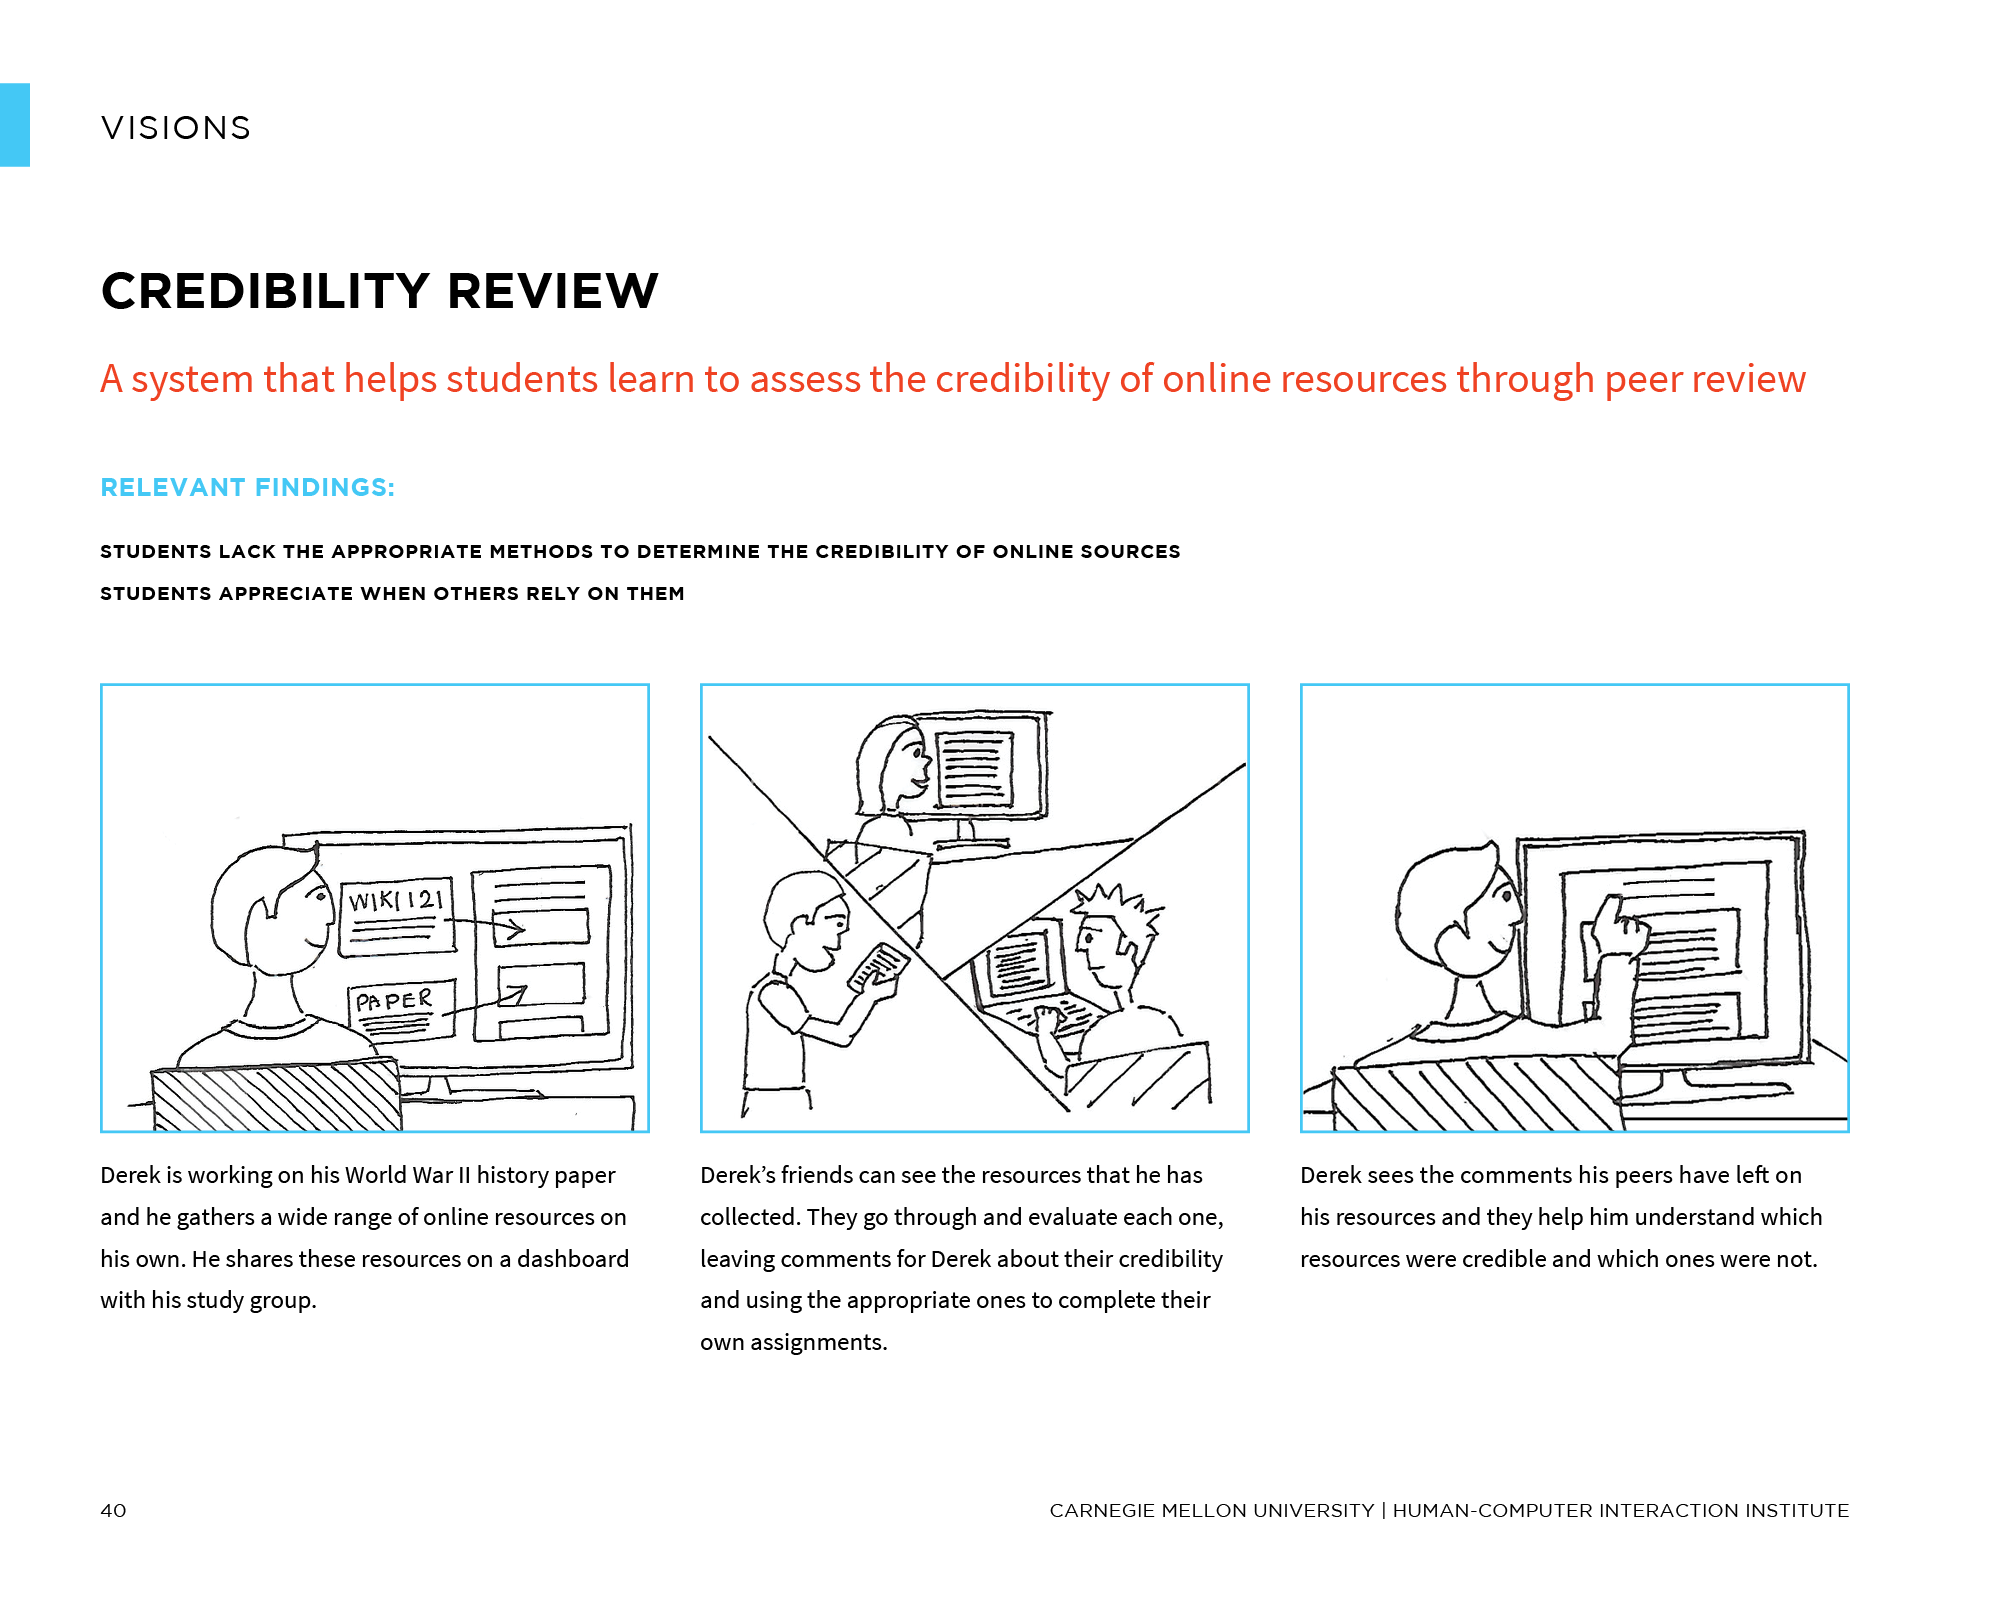 VISIONS
CREDIBILITY REVIEW
A system that helps students learn to assess the credibility of online resources through peer review
RELEVANT FINDINGS:
STUDENTS LACK THE APPROPRIATE METHODS TO DETERMINE THE CREDIBILITY OF ONLINE SOURCES
STUDENTS APPRECIATE WHEN OTHERS RELY ON THEM
WIKI 121
PAPER
Derek is working on his World War II history paper
and he gathers a wide range of online resources on
his own. He shares these resources on a dashboard
with his study group.
Derek’s friends can see the resources that he has
collected. They go through and evaluate each one,
leaving comments for Derek about their credibility
and using the appropriate ones to complete their
own assignments.
Derek sees the comments his peers have left on
his resources and they help him understand which
resources were credible and which ones were not.
40
CARNEGIE MELLON UNIVERSITY | HUMAN-COMPUTER INTERACTION INSTITUTE